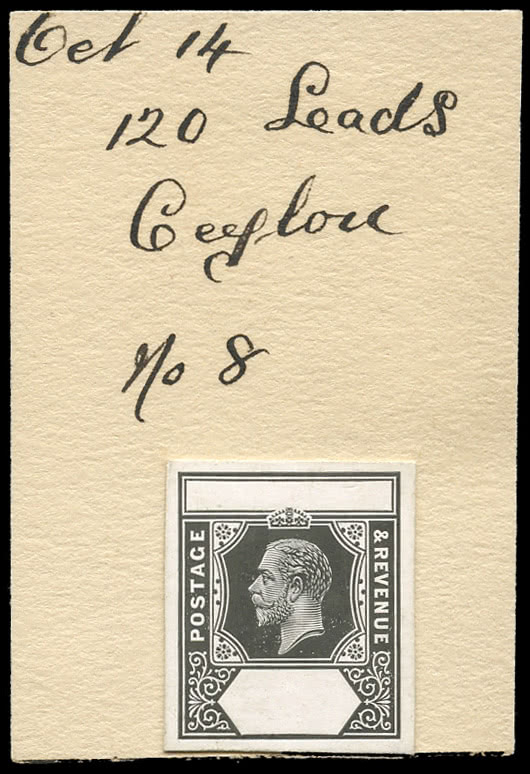 Oct 14
120 Leads
Ceylon
No 8
POSTAGE
& REVENUE